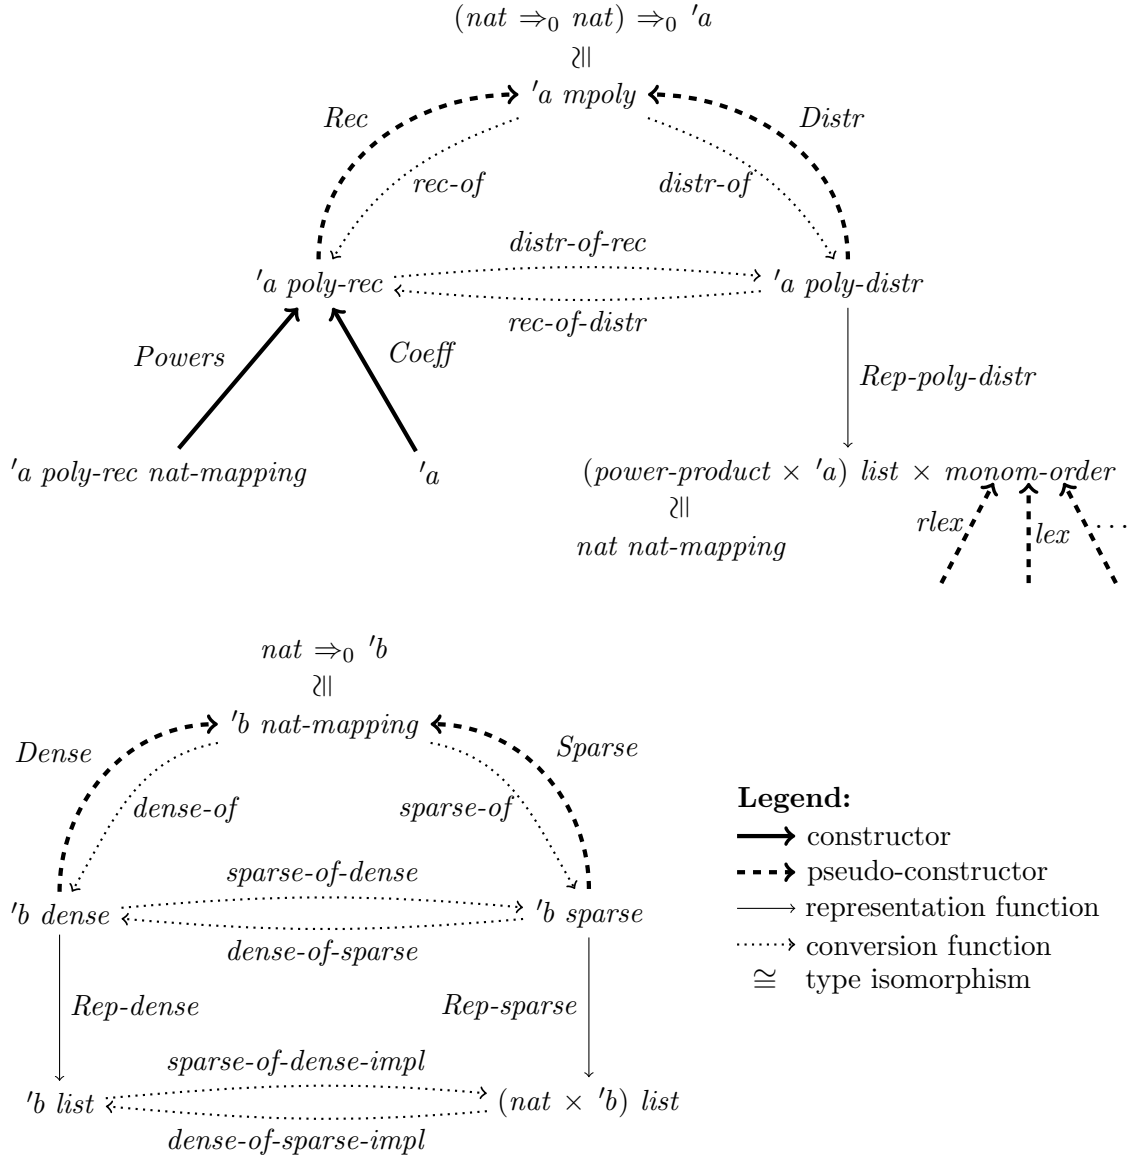 (nat ⇒₀ nat) ⇒₀ 'a
≅
'a mpoly
Rec
Distr
rec-of
distr-of
distr-of-rec
'a poly-rec
'a poly-distr
rec-of-distr
Powers
Coeff
Rep-poly-distr
'a poly-rec nat-mapping
'a
(power-product × 'a) list × monom-order
≅
rlex
lex
...
nat nat-mapping
nat ⇒₀ 'b
≅
'b nat-mapping
Dense
Sparse
dense-of
sparse-of
sparse-of-dense
'b dense
'b sparse
dense-of-sparse
Rep-dense
Rep-sparse
sparse-of-dense-impl
'b list
(nat × 'b) list
dense-of-sparse-impl
Legend:
constructor
pseudo-constructor
representation function
conversion function
≅ type isomorphism